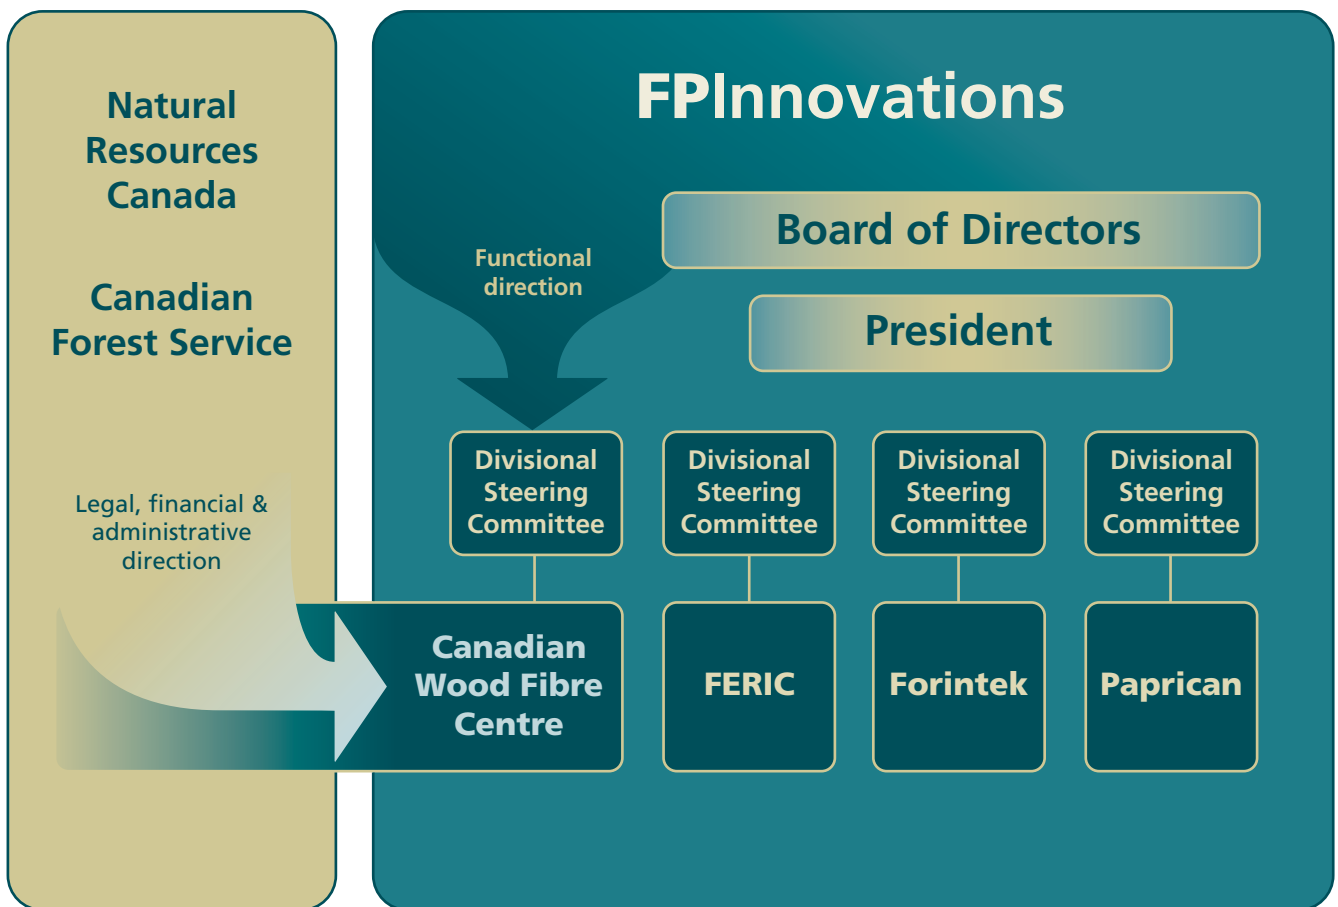 Natural
Resources
Canada
Canadian
Forest Service
Legal, financial &
administrative
direction
FPInnovations
Board of Directors
Functional
direction
President
Divisional
Steering
Committee
Divisional
Steering
Committee
Divisional
Steering
Committee
Divisional
Steering
Committee
Canadian
Wood Fibre
Centre
FERIC
Forintek
Paprican